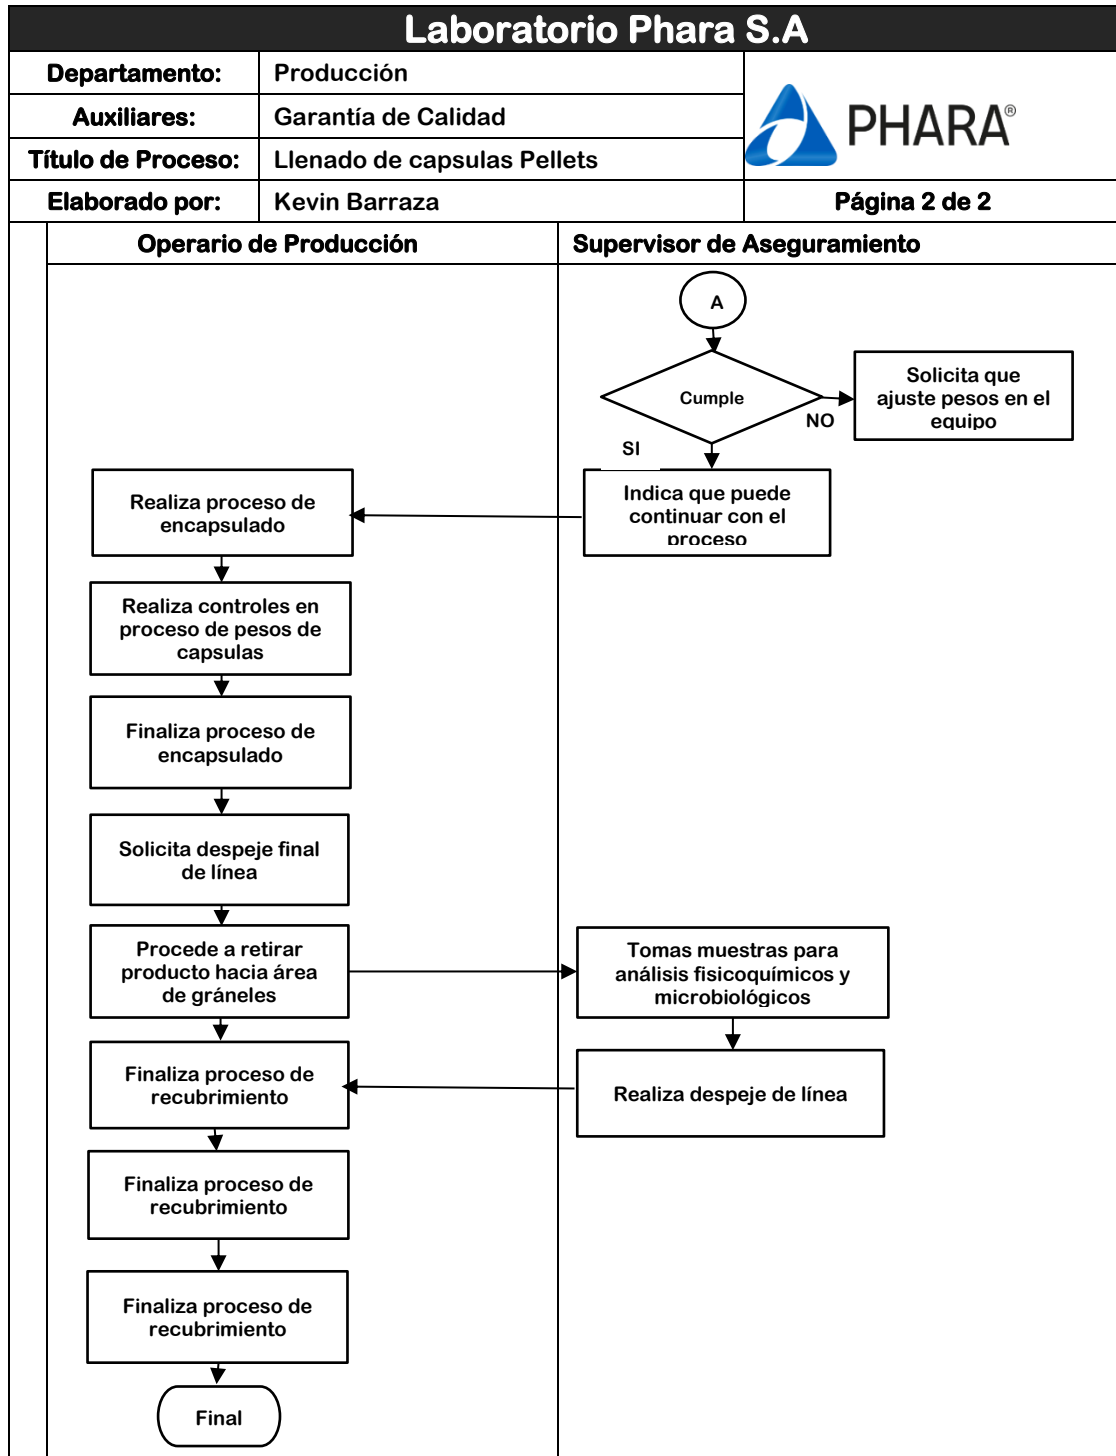 Laboratorio Phara S.A
Departamento: Producción
Auxiliares: Garantía de Calidad
PHARA®
Título de Proceso: Llenado de capsulas Pellets
Elaborado por: Kevin Barraza
Página 2 de 2
Operario de Producción
Supervisor de Aseguramiento
A
Cumple
NO
Solicita que
ajuste pesos en el
equipo
SI
Indica que puede
continuar con el
proceso
Realiza proceso de
encapsulado
Realiza controles en
proceso de pesos de
capsulas
Finaliza proceso de
encapsulado
Solicita despeje final
de línea
Procede a retirar
producto hacia área
de gráneles
Tomas muestras para
análisis fisicoquímicos y
microbiológicos
Realiza despeje de línea
Finaliza proceso de
recubrimiento
Finaliza proceso de
recubrimiento
Finaliza proceso de
recubrimiento
Final